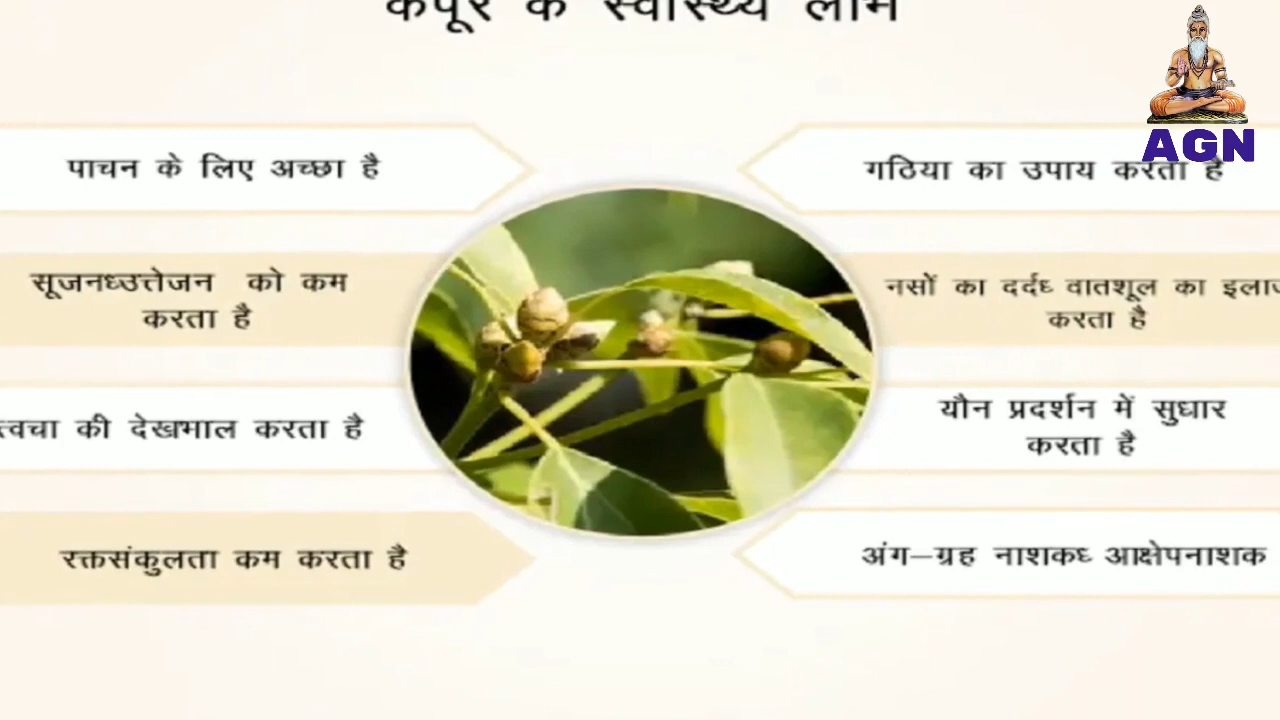 कपूर के स्वास्थ्य लाभ
AGN
पाचन के लिए अच्छा है
गठिया का उपाय करता है
सूजनध्उत्तेजन को कम
करता है
नसों का दर्दध् वातशूल का इलाज
करता है
त्वचा की देखभाल करता है
यौन प्रदर्शन में सुधार
करता है
रक्तसंकुलता कम करता है
अंग–ग्रह नाशकध् आक्षेपनाशक